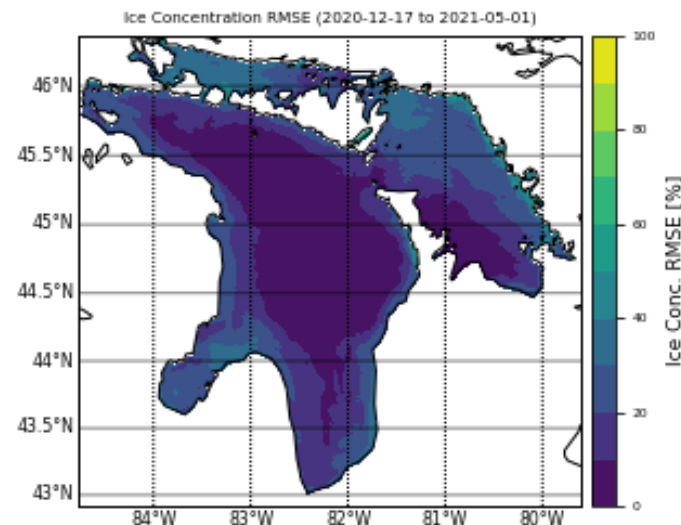 Ice Concentration RMSE (2020-12-17 to 2021-05-01)
46°N
45.5°N
45°N
44.5°N
44°N
43.5°N
43°N
84°W 83°W 82°W 81°W 80°W
100
80
60
40
20
0
Ice Conc. RMSE [%]